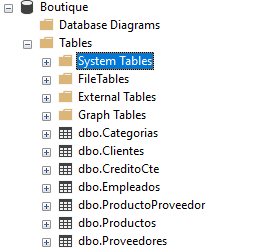 Boutique
Database Diagrams
Tables
System Tables
FileTables
External Tables
Graph Tables
dbo.Categorias
dbo.Clientes
dbo.CreditoCte
dbo.Empleados
dbo.ProductoProveedor
dbo.Productos
dbo.Proveedores